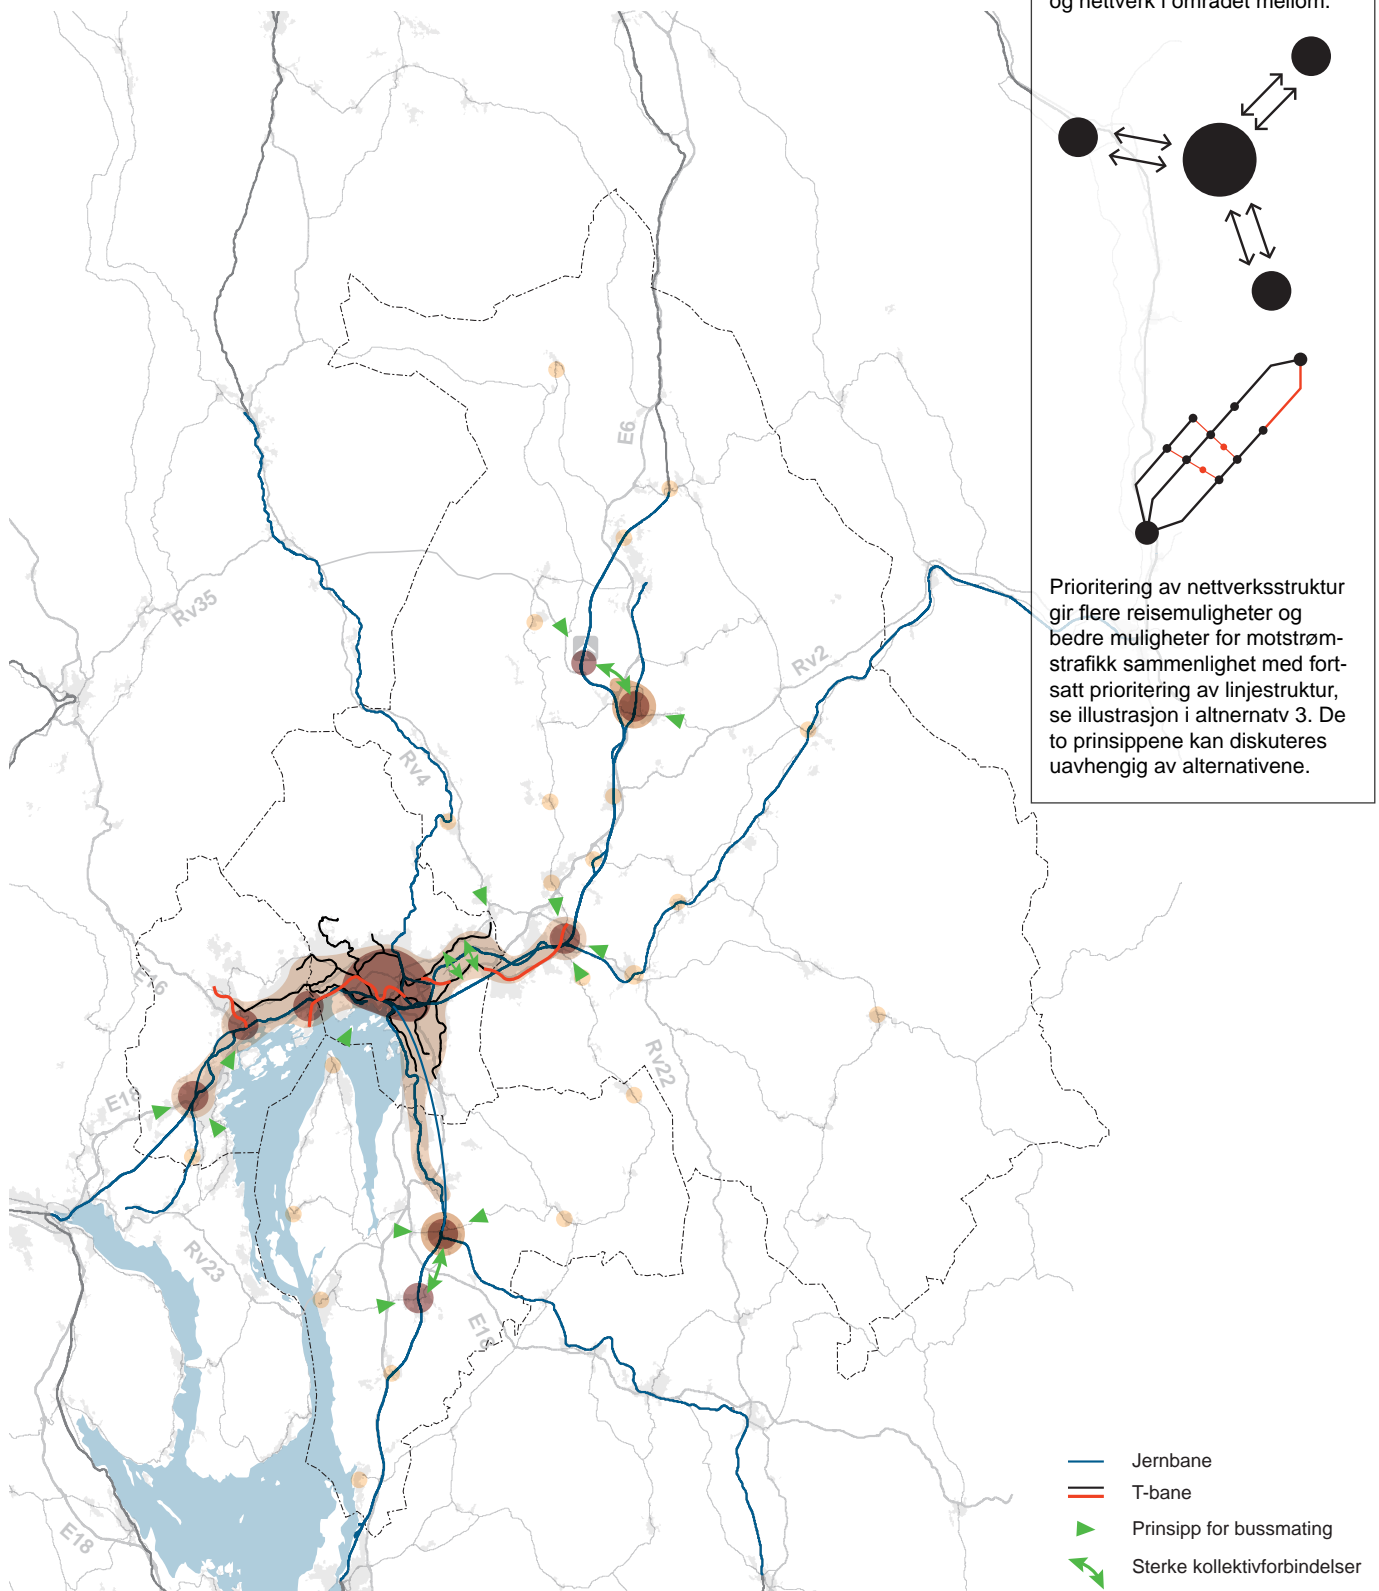 og nettverk i området mellom.
E6
Rv35
Rv2
Rv4
Prioritering av nettverksstruktur
gir flere reisemuligheter og
bedre muligheter for motstrøm-
strafikk sammenlighet med fort-
satt prioritering av linjestruktur,
se illustrasjon i altnernatv 3. De
to prinsippene kan diskuteres
uavhengig av alternativene.
E16
Rv22
Rv23
E18
E18
Jernbane
T-bane
Prinsipp for bussmating
Sterke kollektivforbindelser